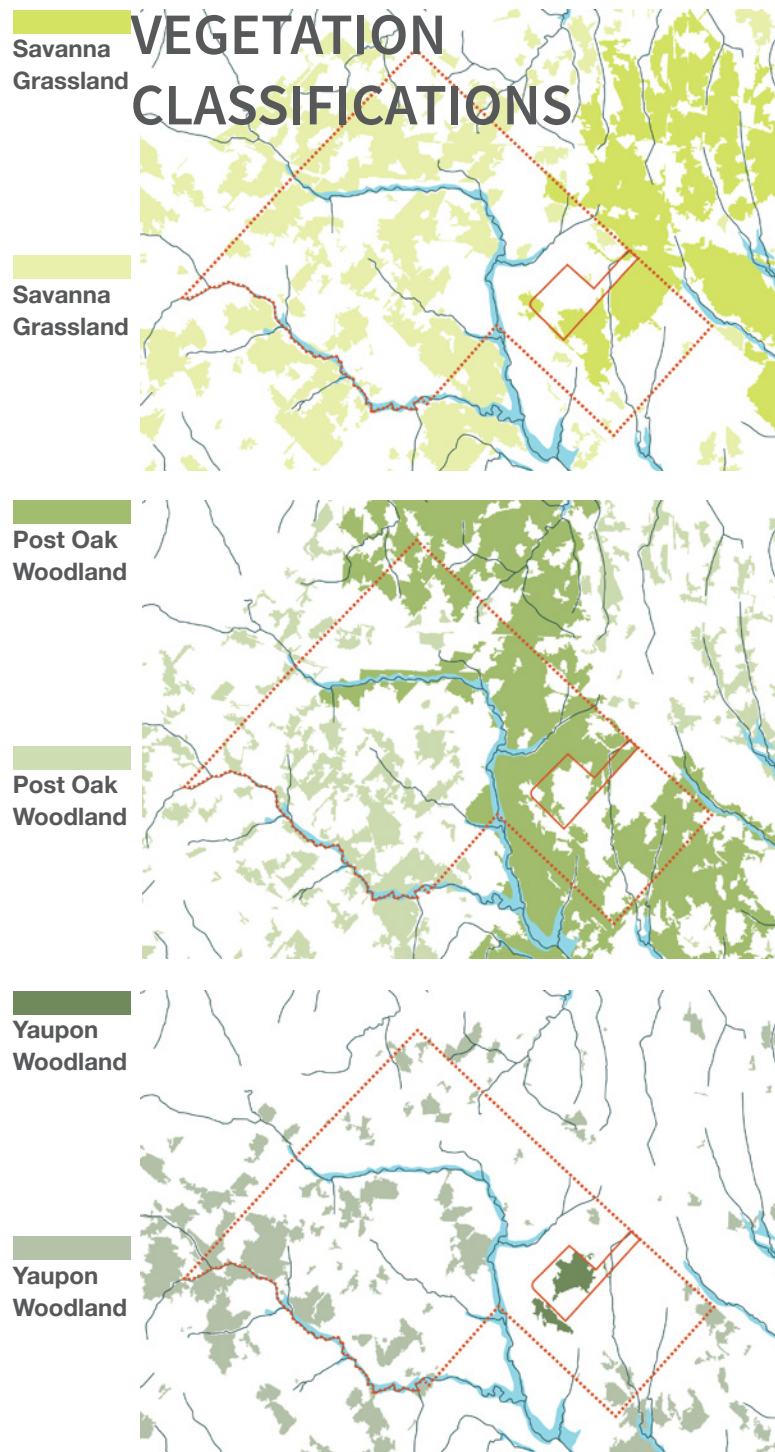 VEGETATION
CLASSIFICATIONS
Savanna
Grassland
Savanna
Grassland
Post Oak
Woodland
Post Oak
Woodland
Yaupon
Woodland
Yaupon
Woodland